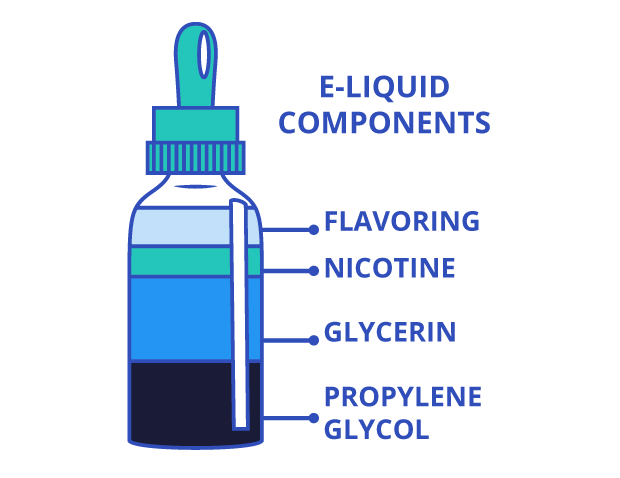 E-LIQUID
COMPONENTS
FLAVORING
NICOTINE
GLYCERIN
PROPYLENE
GLYCOL